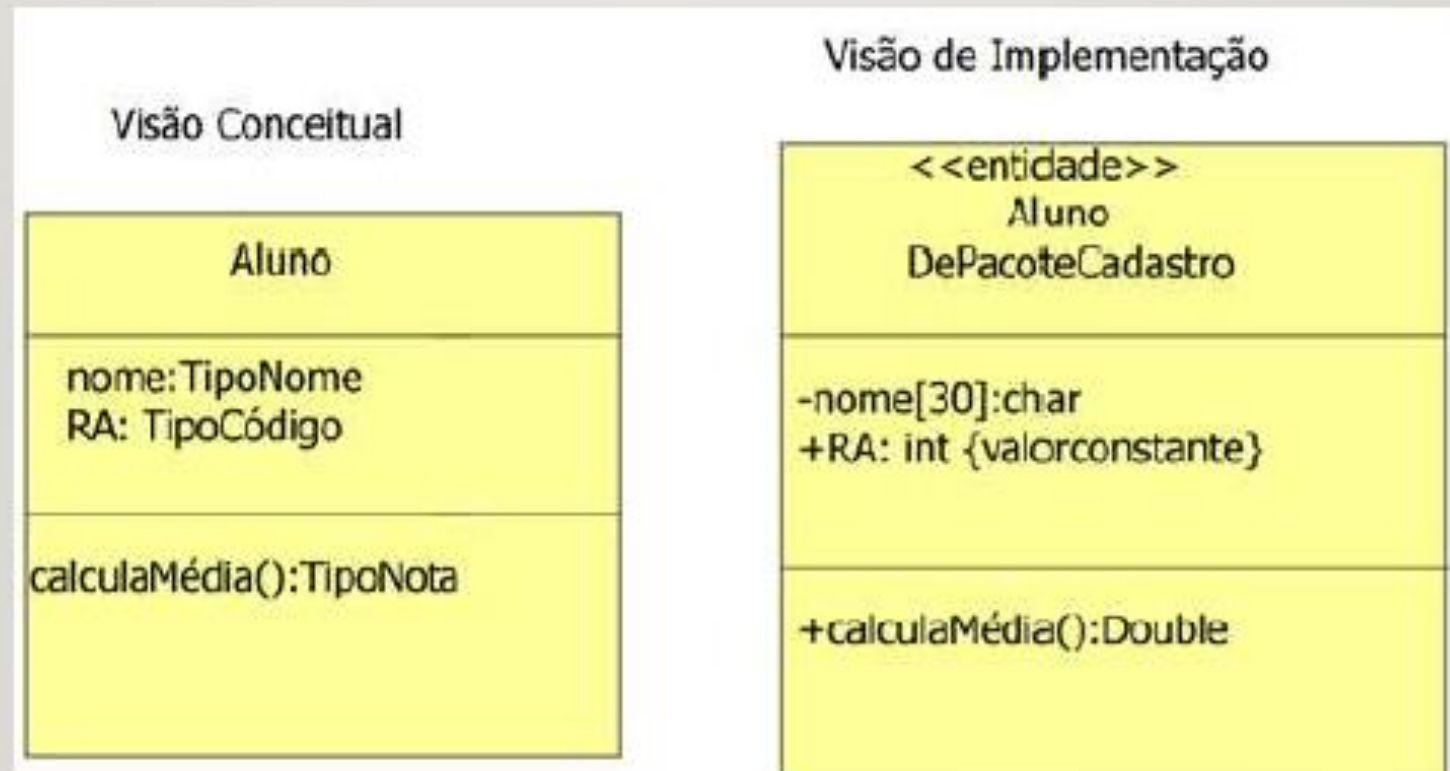 Visão Conceitual
Aluno
nome:TipoNome
RA: TipoCódigo
calculaMédia():TipoNota
Visão de Implementação
<<entidade>>
Aluno
DePacoteCadastro
-nome[30]:char
+RA: int {valorconstante}
+calculaMédia():Double